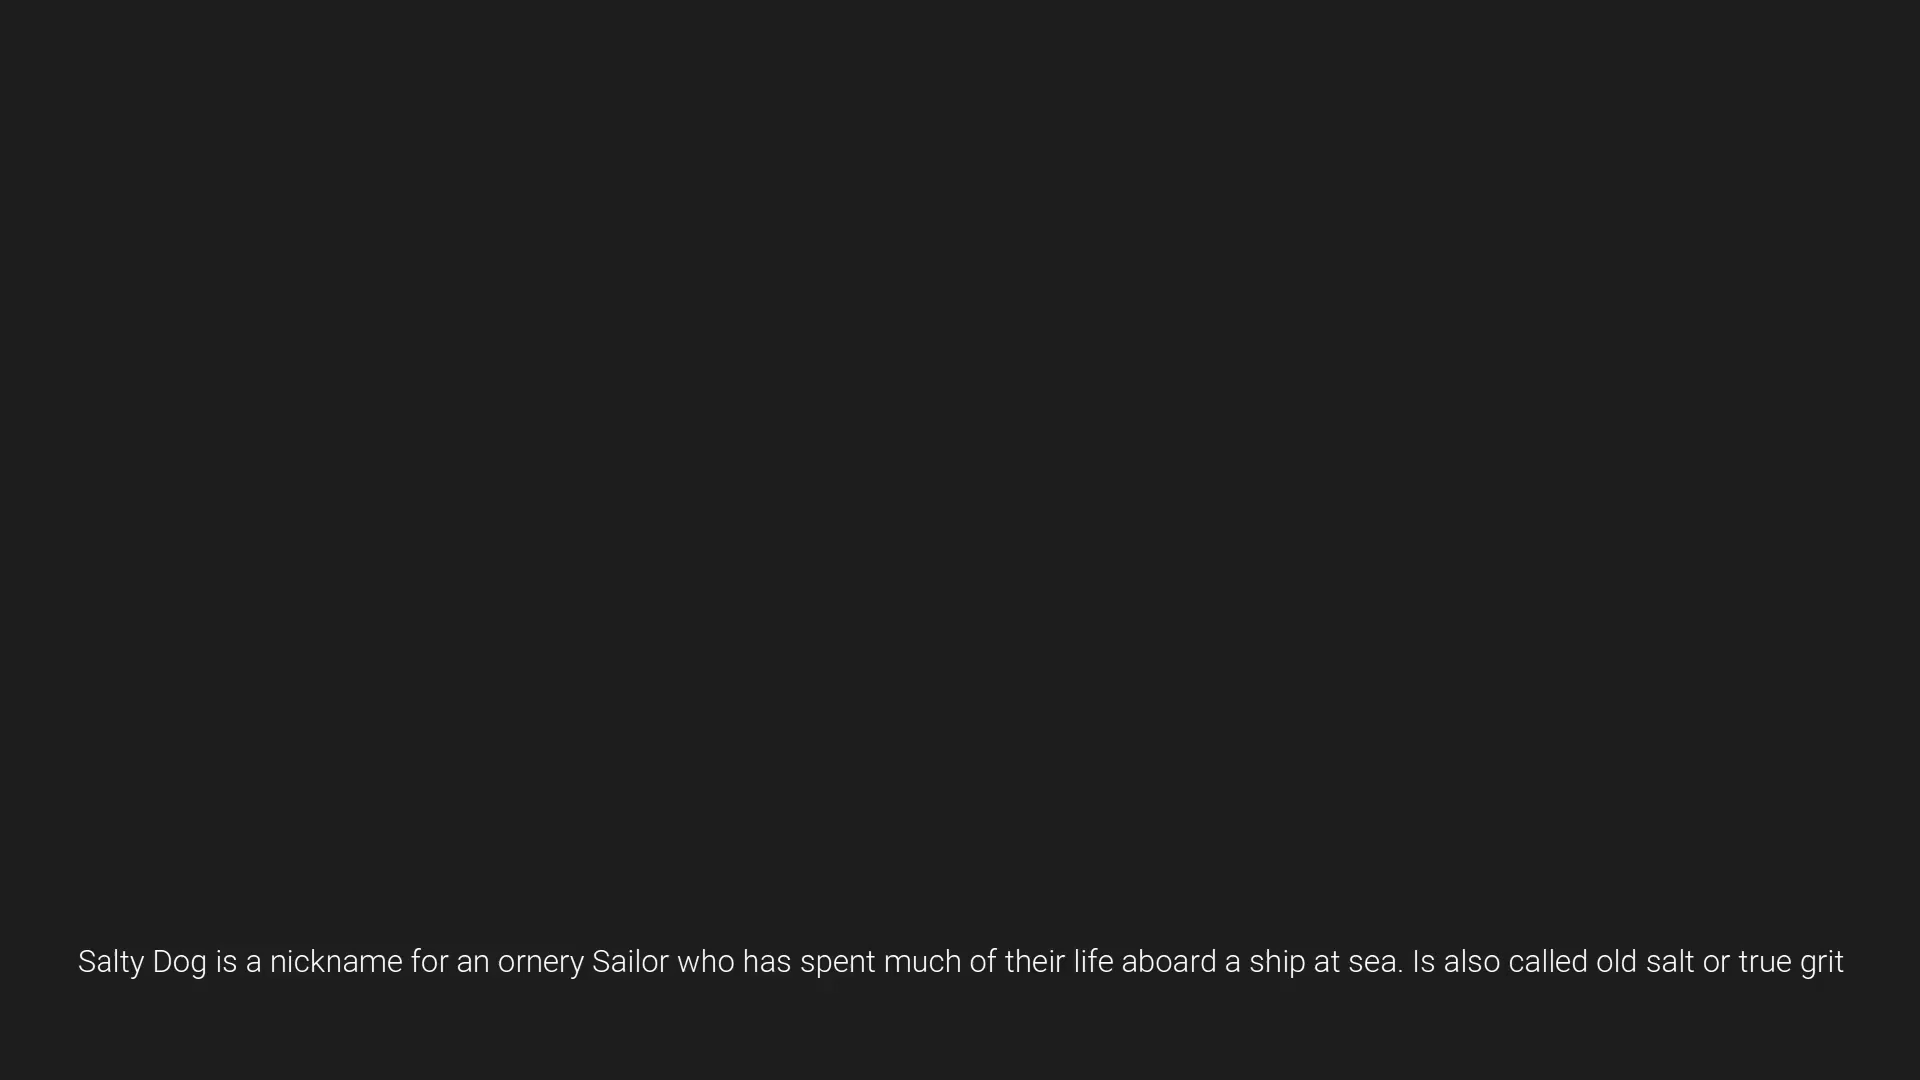 Salty Dog is a nickname for an ornery Sailor who has spent much of their life aboard a ship at sea. Is also called old salt or true grit